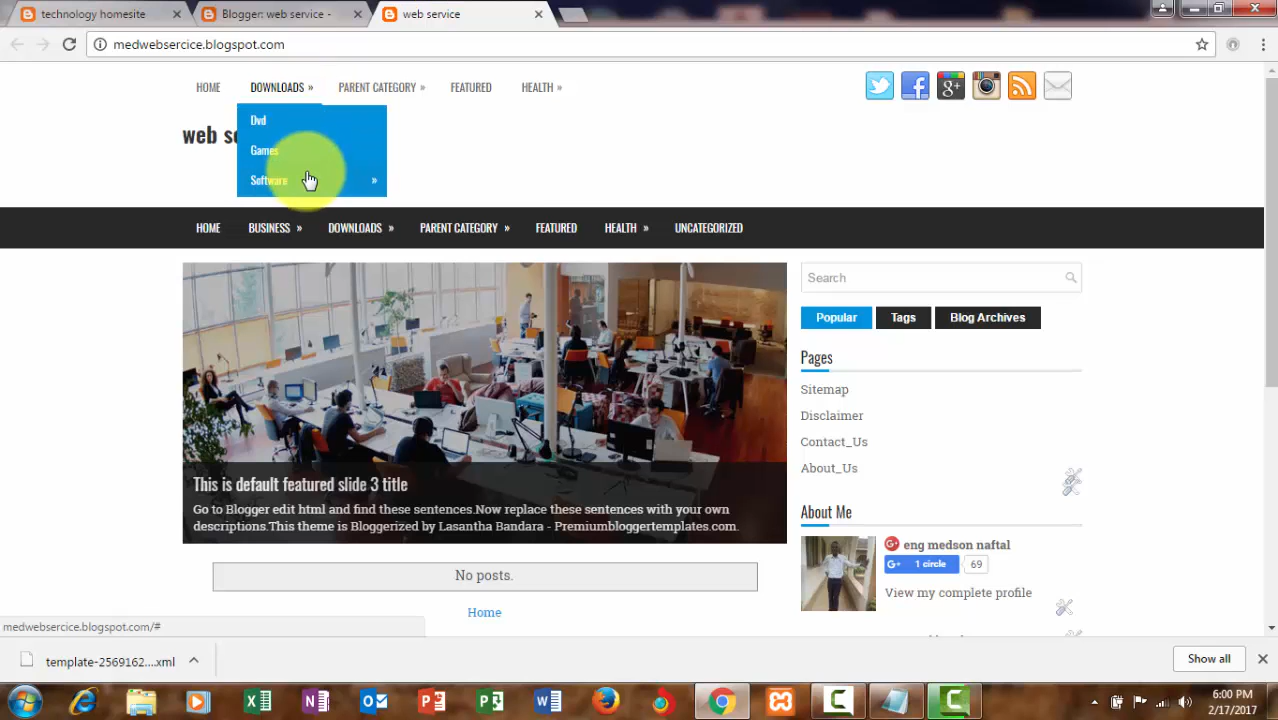 technology homesite
Blogger: web service -
web service
medwebsercice.blogspot.com
HOME DOWNLOADS » PARENT CATEGORY » FEATURED HEALTH »
Dvd
web se
Games
Software »
HOME BUSINESS » DOWNLOADS » PARENT CATEGORY » FEATURED HEALTH » UNCATEGORIZED
Search
Popular Tags Blog Archives
Pages
Sitemap
Disclaimer
Contact_Us
About_Us
This is default featured slide 3 title
Go to Blogger edit html and find these sentences.Now replace these sentences with your own
descriptions.This theme is Bloggerized by Lasantha Bandara - Premiumbloggertemplates.com.
About Me
eng medson naftal
G+ 1 circle 69
View my complete profile
No posts.
Home
medwebsercice.blogspot.com/#
template-2569162....xml
Show all
6:00 PM
2/17/2017